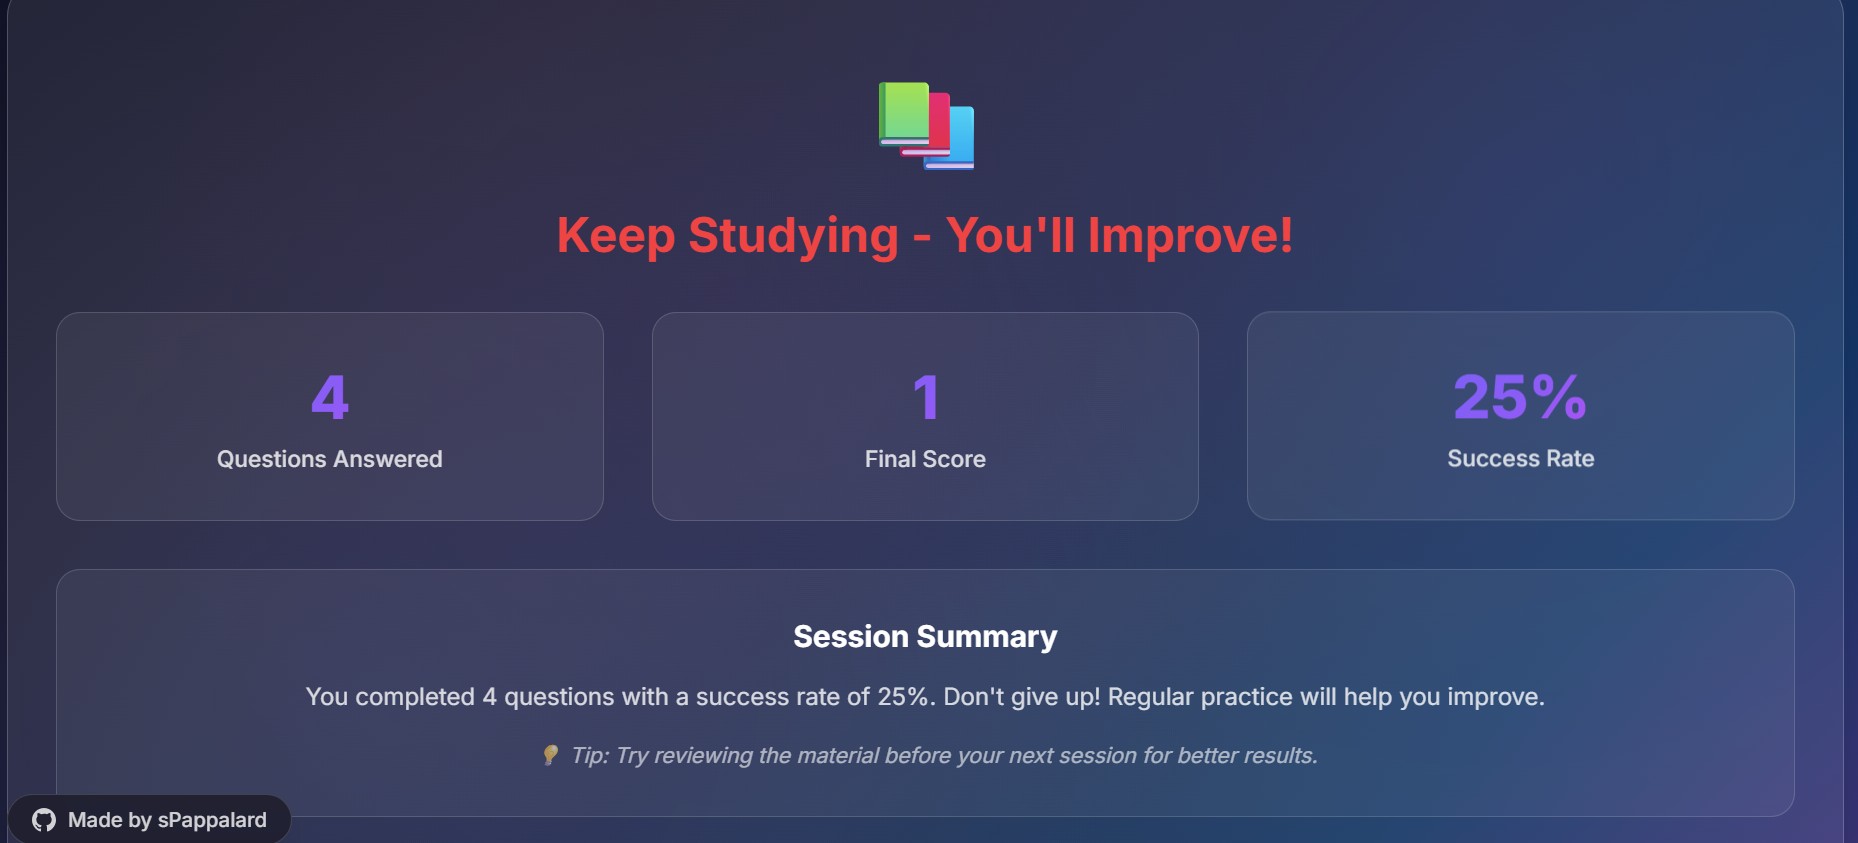 Keep Studying - You'll Improve!
4
Questions Answered
1
Final Score
25%
Success Rate
Session Summary
You completed 4 questions with a success rate of 25%. Don't give up! Regular practice will help you improve.
Tip: Try reviewing the material before your next session for better results.
Made by sPappalard